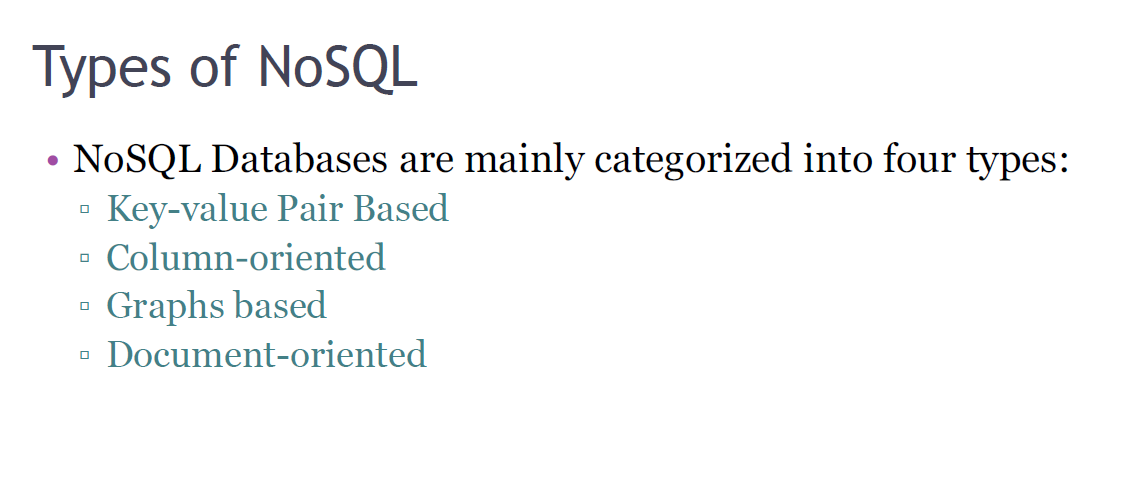 Types of NoSQL
• NoSQL Databases are mainly categorized into four types:
▫ Key-value Pair Based
▫ Column-oriented
▫ Graphs based
▫ Document-oriented